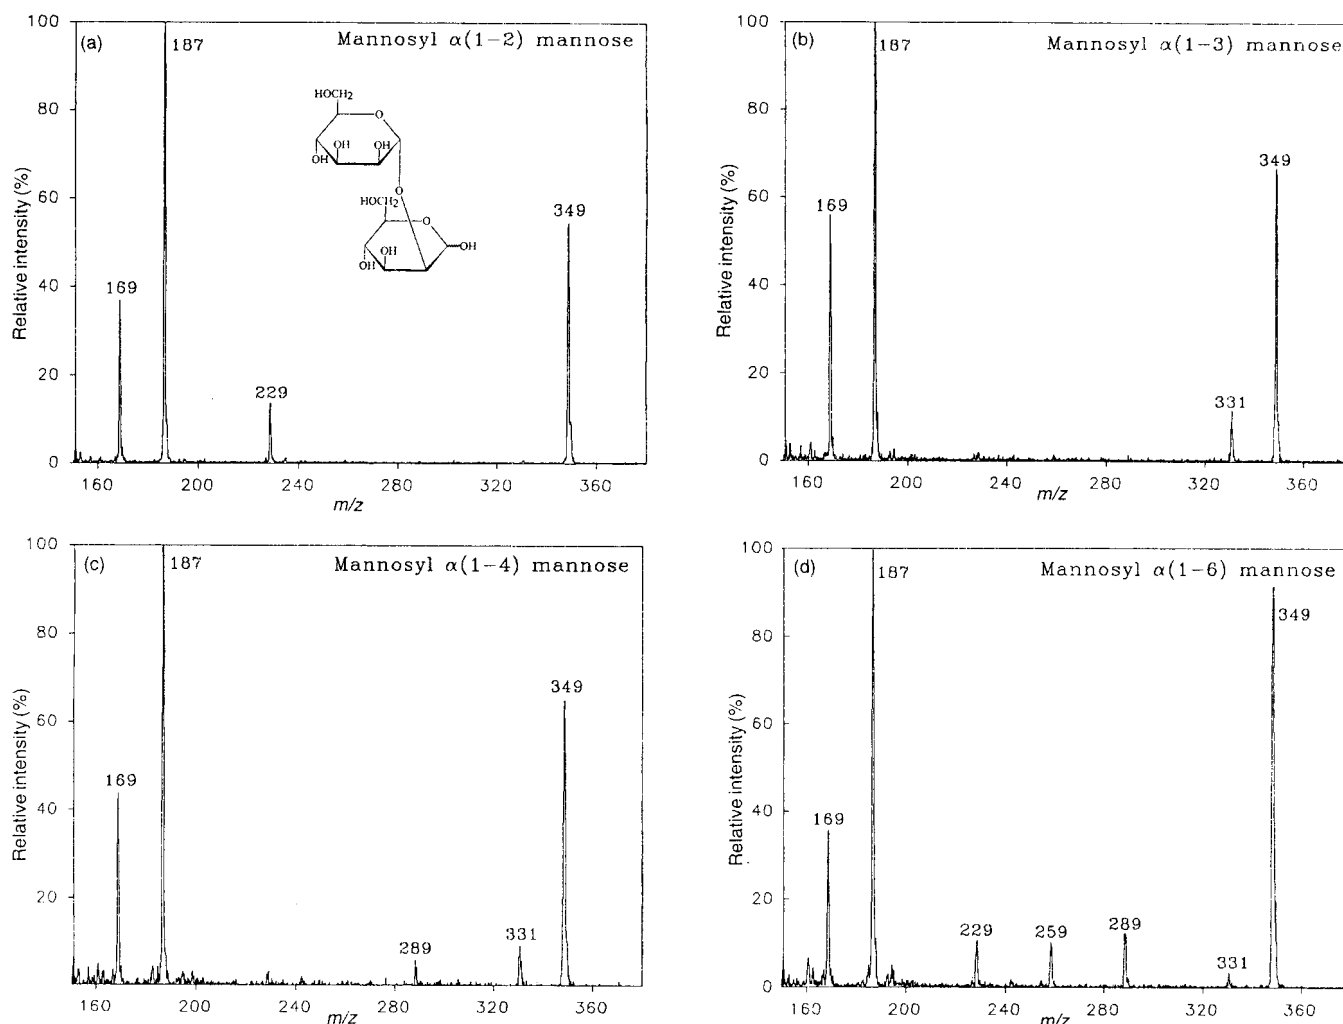 (a) Mannosyl α(1−2) mannose
187
349
169
229
HOCH2
O
OH
OH
OH
O
HOCH2
O
OH
OH
OH
Relative intensity (%)
100
80
60
40
20
0
160
200
240
280
320
360
m/z
(b) Mannosyl α(1−3) mannose
187
349
169
331
Relative intensity (%)
100
80
60
40
20
0
160
200
280
320
360
m/z
(c) Mannosyl α(1−4) mannose
187
349
169
289
331
Relative intensity (%)
100
80
60
40
20
160
200
240
280
320
360
m/z
(d) Mannosyl α(1−6) mannose
187
349
169
229
259
289
331
Relative intensity (%)
100
80
60
40
20
0
160
200
240
280
320
360
m/z